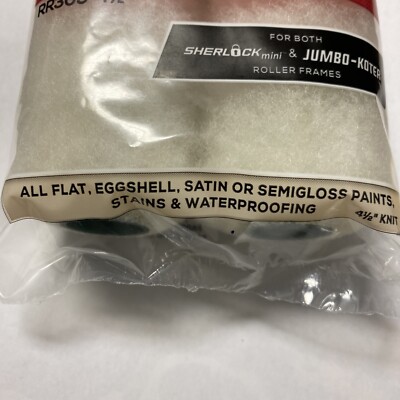 FOR BOTH
SHERLOCK mini™ & JUMBO-KOTER
ROLLER FRAMES
ALL FLAT, EGGSHELL, SATIN OR SEMIGLOSS PAINTS,
STAINS & WATERPROOFING
4½" KNIT